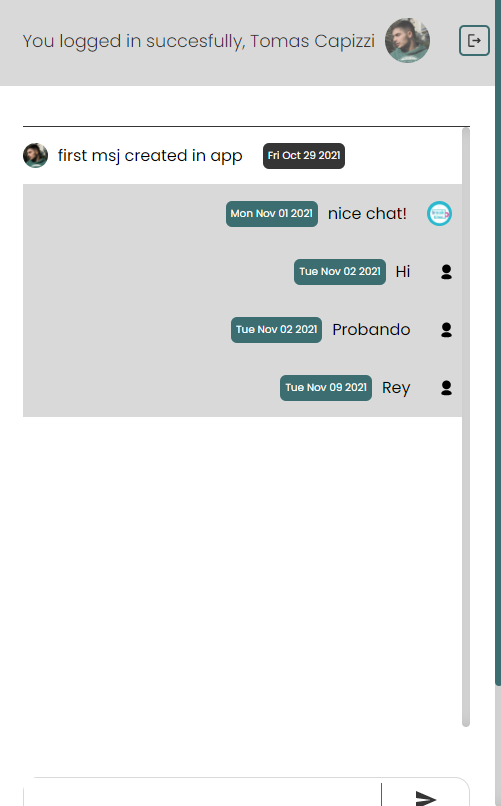 You logged in succesfully, Tomas Capizzi
first msj created in app Fri Oct 29 2021
Mon Nov 01 2021 nice chat!
Tue Nov 02 2021 Hi
Tue Nov 02 2021 Probando
Tue Nov 09 2021 Rey